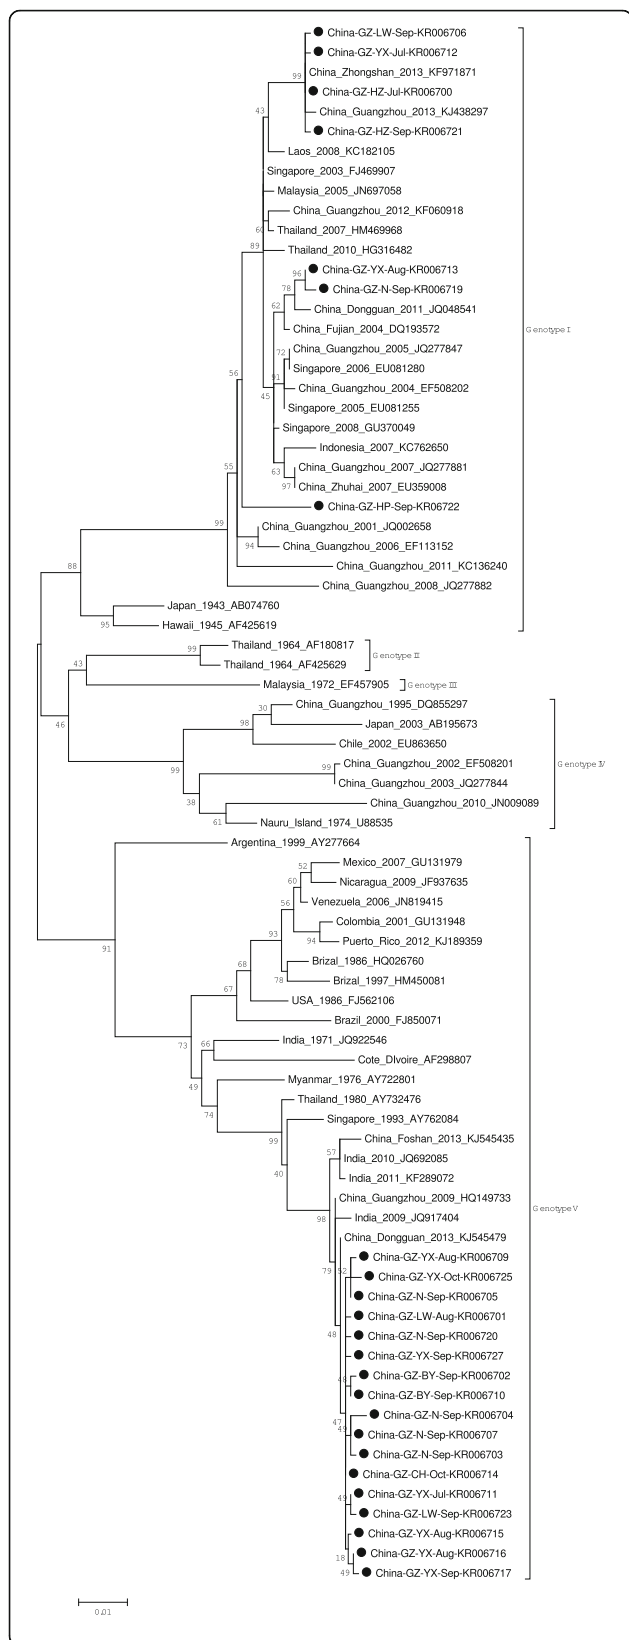 China-GZ-LW-Sep-KR006706
China-GZ-YX-Jul-KR006712
99 China_Zhongshan_2013_KF971871
China-GZ-HZ-Jul-KR006700
43 China_Guangzhou_2013_KJ438297
China-GZ-HZ-Sep-KR006721
Laos_2008_KC182105
Singapore_2003_FJ469907
Malaysia_2005_JN697058
China_Guangzhou_2012_KF060918
60 Thailand_2007_HM469968
89 Thailand_2010_HG316482
96 China-GZ-YX-Aug-KR006713
78 China-GZ-N-Sep-KR006719
62 China_Dongguan_2011_JQ048541
China_Fujian_2004_DQ193572
Genotype I
72 China_Guangzhou_2005_JQ277847
56 Singapore_2006_EU081280
91 China_Guangzhou_2004_EF508202
45 Singapore_2005_EU081255
Singapore_2008_GU370049
Indonesia_2007_KC762650
55 63 China_Guangzhou_2007_JQ277881
97 China_Zhuhai_2007_EU359008
China-GZ-HP-Sep-KR06722
99 China_Guangzhou_2001_JQ002658
94 China_Guangzhou_2006_EF113152
88 China_Guangzhou_2011_KC136240
China_Guangzhou_2008_JQ277882
Japan_1943_AB074760
95 Hawaii_1945_AF425619
99 Thailand_1964_AF180817
Genotype II
43 Thailand_1964_AF425629
Malaysia_1972_EF457905
Genotype III
30 China_Guangzhou_1995_DQ855297
46 98 Japan_2003_AB195673
Chile_2002_EU863650
99 99 China_Guangzhou_2002_EF508201
Genotype IV
China_Guangzhou_2003_JQ277844
38 China_Guangzhou_2010_JN009089
61 Nauru_Island_1974_U88535
Argentina_1999_AY277664
52 Mexico_2007_GU131979
60 Nicaragua_2009_JF937635
56 Venezuela_2006_JN819415
Colombia_2001_GU131948
91 93 94 Puerto_Rico_2012_KJ189359
68 Brizal_1986_HQ026760
78 Brizal_1997_HM450081
67 USA_1986_FJ562106
Brazil_2000_FJ850071
73 66 India_1971_JQ922546
Cote_DIvoire_AF298807
49 Myanmar_1976_AY722801
74 Thailand_1980_AY732476
99 Singapore_1993_AY762084
57 China_Foshan_2013_KJ545435
40 India_2010_JQ692085
India_2011_KF289072
China_Guangzhou_2009_HQ149733
Genotype V
98 India_2009_JQ917404
China_Dongguan_2013_KJ545479
China-GZ-YX-Aug-KR006709
79 52 China-GZ-YX-Oct-KR006725
China-GZ-N-Sep-KR006705
China-GZ-LW-Aug-KR006701
48 China-GZ-N-Sep-KR006720
China-GZ-YX-Sep-KR006727
China-GZ-BY-Sep-KR006702
China-GZ-BY-Sep-KR006710
47 China-GZ-N-Sep-KR006704
49 China-GZ-N-Sep-KR006707
China-GZ-N-Sep-KR006703
China-GZ-CH-Oct-KR006714
49 China-GZ-YX-Jul-KR006711
China-GZ-LW-Sep-KR006723
China-GZ-YX-Aug-KR006715
18 China-GZ-YX-Aug-KR006716
49 China-GZ-YX-Sep-KR006717
0.01